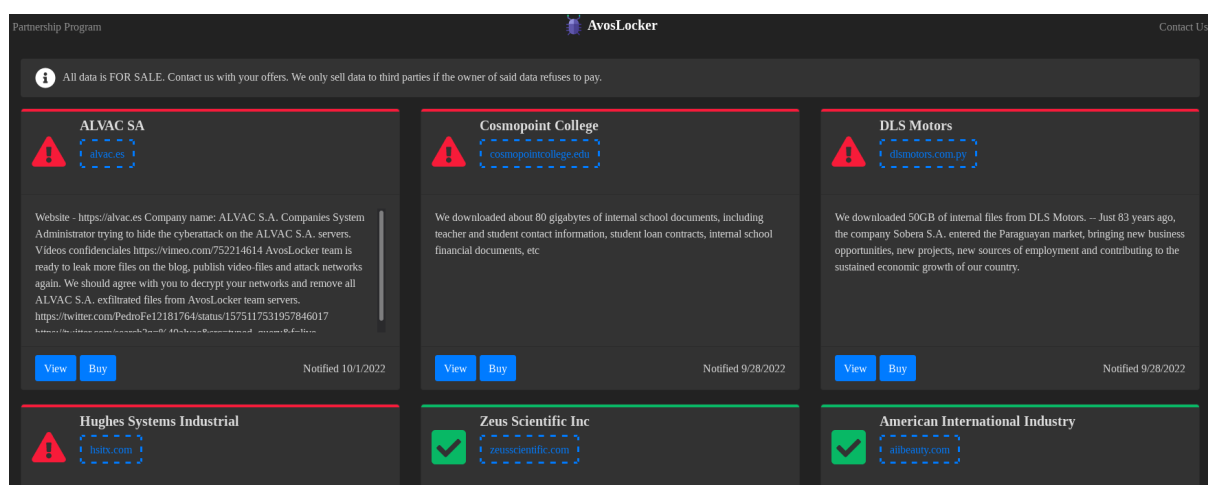 Partnership Program
AvosLocker
Contact Us
All data is FOR SALE. Contact us with your offers. We only sell data to third parties if the owner of said data refuses to pay.
ALVAC SA
alvac.es
Website - https://alvac.es Company name: ALVAC S.A. Companies System
Administrator trying to hide the cyberattack on the ALVAC S.A. servers.
Vídeos confidenciales https://vimeo.com/752214614 AvosLocker team is
ready to leak more files on the blog, publish video-files and attack networks
again. We should agree with you to decrypt your networks and remove all
ALVAC S.A. exfiltrated files from AvosLocker team servers.
https://twitter.com/PedroFe12181764/status/1575117531957846017
View
Buy
Notified 10/1/2022
Cosmopoint College
cosmopointcollege.edu
We downloaded about 80 gigabytes of internal school documents, including
teacher and student contact information, student loan contracts, internal school
financial documents, etc
View
Buy
Notified 9/28/2022
DLS Motors
dlsmotors.com.py
We downloaded 50GB of internal files from DLS Motors. -- Just 83 years ago,
the company Sobera S.A. entered the Paraguayan market, bringing new business
opportunities, new projects, new sources of employment and contributing to the
sustained economic growth of our country.
View
Buy
Notified 9/28/2022
Hughes Systems Industrial
hsitx.com
Zeus Scientific Inc
zeusscientific.com
American International Industry
aiibeauty.com